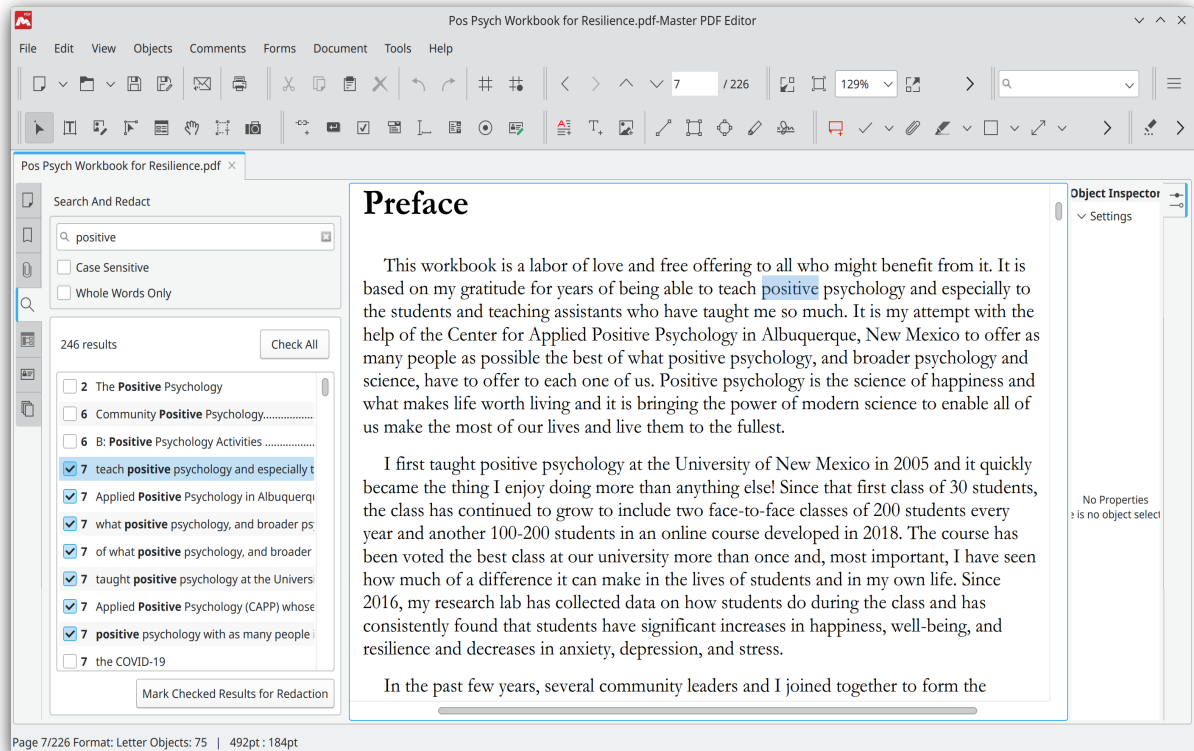 Pos Psych Workbook for Resilience.pdf-Master PDF Editor
File Edit View Objects Comments Forms Document Tools Help
7 / 226 129%
Pos Psych Workbook for Resilience.pdf
Search And Redact
positive
Case Sensitive
Whole Words Only
246 results Check All
2 The Positive Psychology
6 Community Positive Psychology..............
6 B: Positive Psychology Activities ..............
7 teach positive psychology and especially t
7 Applied Positive Psychology in Albuquerqu
7 what positive psychology, and broader ps
7 of what positive psychology, and broader
7 taught positive psychology at the Universi
7 Applied Positive Psychology (CAPP) whose
7 positive psychology with as many people i
7 the COVID-19
Mark Checked Results for Redaction
Preface
This workbook is a labor of love and free offering to all who might benefit from it. It is
based on my gratitude for years of being able to teach positive psychology and especially to
the students and teaching assistants who have taught me so much. It is my attempt with the
help of the Center for Applied Positive Psychology in Albuquerque, New Mexico to offer as
many people as possible the best of what positive psychology, and broader psychology and
science, have to offer to each one of us. Positive psychology is the science of happiness and
what makes life worth living and it is bringing the power of modern science to enable all of
us make the most of our lives and live them to the fullest.
I first taught positive psychology at the University of New Mexico in 2005 and it quickly
became the thing I enjoy doing more than anything else! Since that first class of 30 students,
the class has continued to grow to include two face-to-face classes of 200 students every
year and another 100-200 students in an online course developed in 2018. The course has
been voted the best class at our university more than once and, most important, I have seen
how much of a difference it can make in the lives of students and in my own life. Since
2016, my research lab has collected data on how students do during the class and has
consistently found that students have significant increases in happiness, well-being, and
resilience and decreases in anxiety, depression, and stress.
In the past few years, several community leaders and I joined together to form the
Object Inspector
Settings
No Properties
e is no object select
Page 7/226 Format: Letter Objects: 75 | 492pt : 184pt